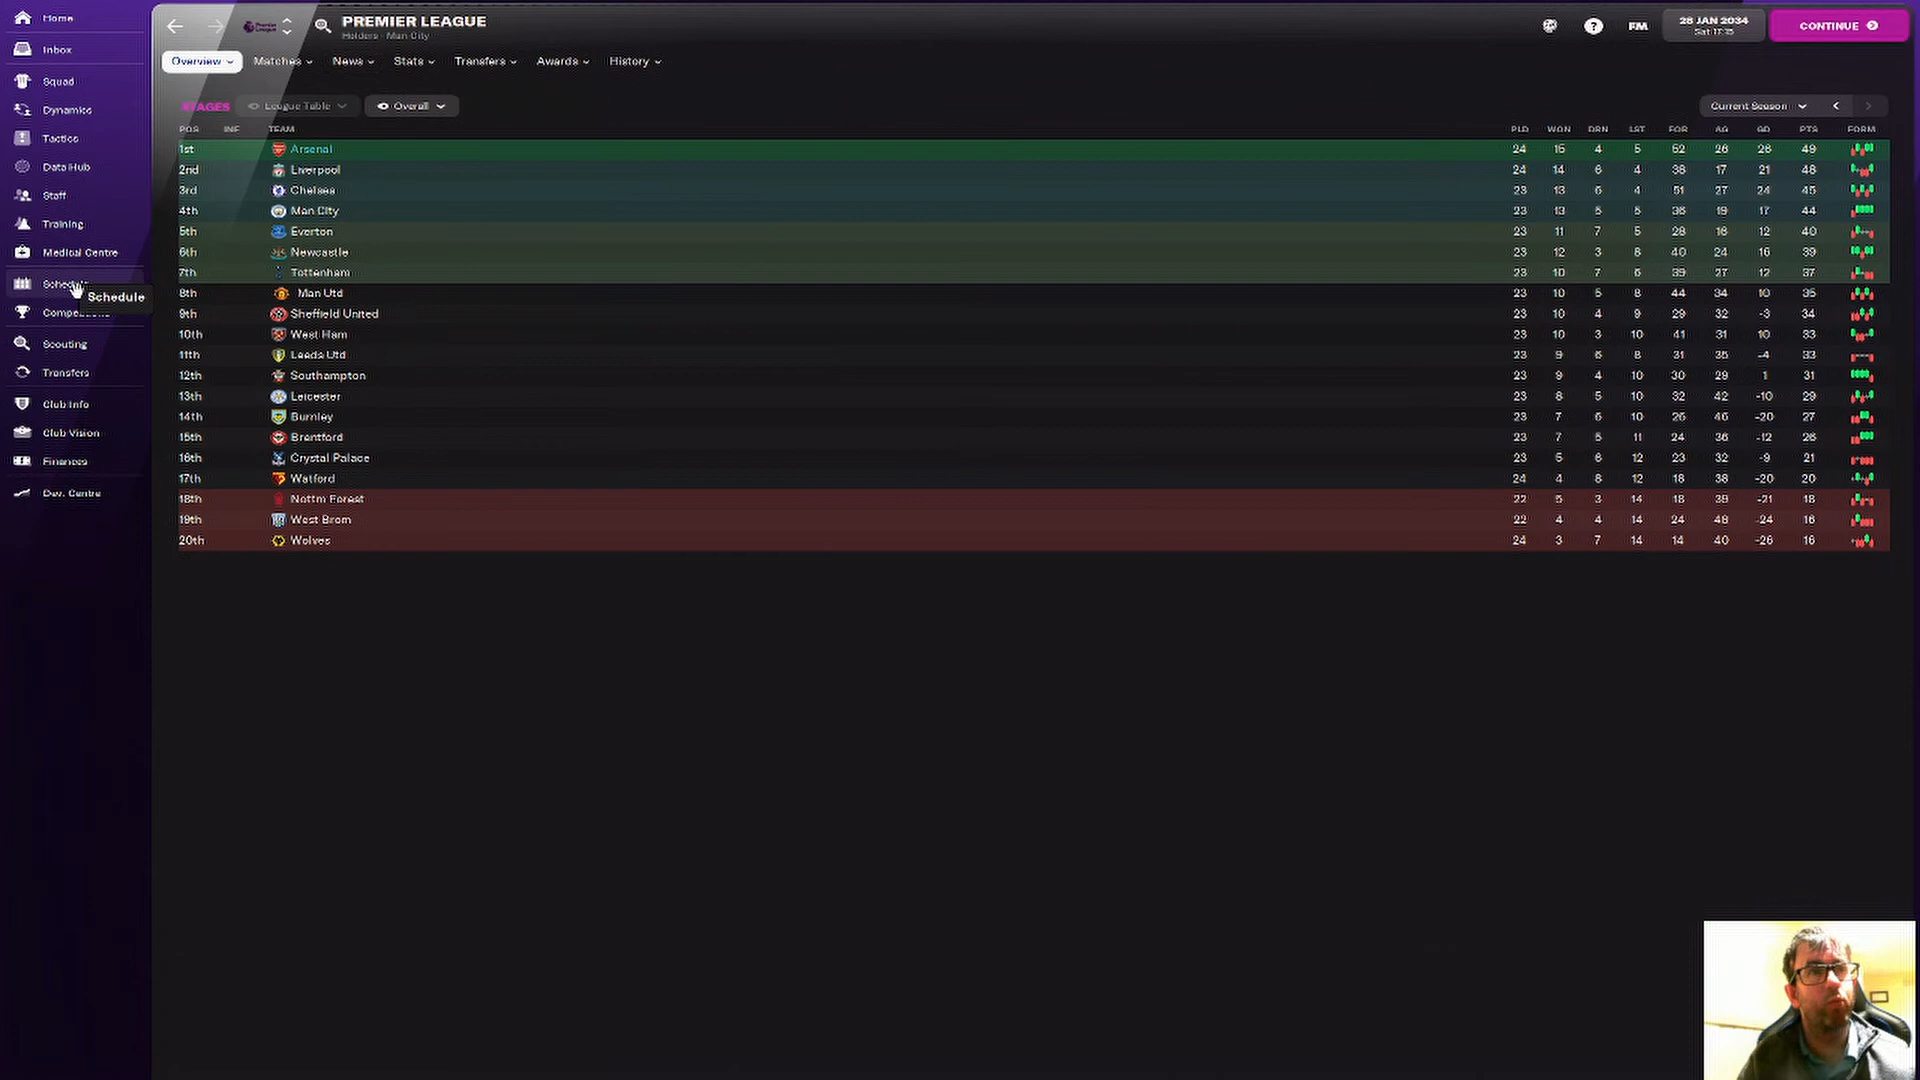 Home
Inbox
Squad
Dynamics
Tactics
Data Hub
Staff
Training
Medical Centre
Schedule
Scouting
Transfers
Club Info
Club Vision
Finances
Dev. Centre
Schedule
PREMIER LEAGUE
Holders - Man City
FM
28 JAN 2034
Sat 17:15
CONTINUE
Overview Matches News Stats Transfers Awards History
STAGES League Table Overall Current Season
POS INF TEAM PLD WON DRN LST FOR AG GD PTS FORM
1st Arsenal 24 15 4 5 52 26 26 49
2nd Liverpool 24 14 6 4 38 17 21 48
3rd Chelsea 23 13 6 4 51 27 24 45
4th Man City 23 13 5 5 36 19 17 44
5th Everton 23 11 7 5 28 16 12 40
6th Newcastle 23 12 3 8 40 24 16 39
7th Tottenham 23 10 7 6 39 27 12 37
8th Man Utd 23 10 5 8 44 34 10 35
9th Sheffield United 23 10 4 9 29 32 -3 34
10th West Ham 23 10 3 10 41 31 10 33
11th Leeds Utd 23 9 6 8 31 35 -4 33
12th Southampton 23 9 4 10 30 29 1 31
13th Leicester 23 8 5 10 32 42 -10 29
14th Burnley 23 7 6 10 26 46 -20 27
15th Brentford 23 7 5 11 24 36 -12 26
16th Crystal Palace 23 5 6 12 23 32 -9 21
17th Watford 24 4 8 12 18 38 -20 20
18th Nottm Forest 22 5 3 14 18 39 -21 18
19th West Brom 22 4 4 14 24 48 -24 16
20th Wolves 24 3 7 14 14 40 -26 16